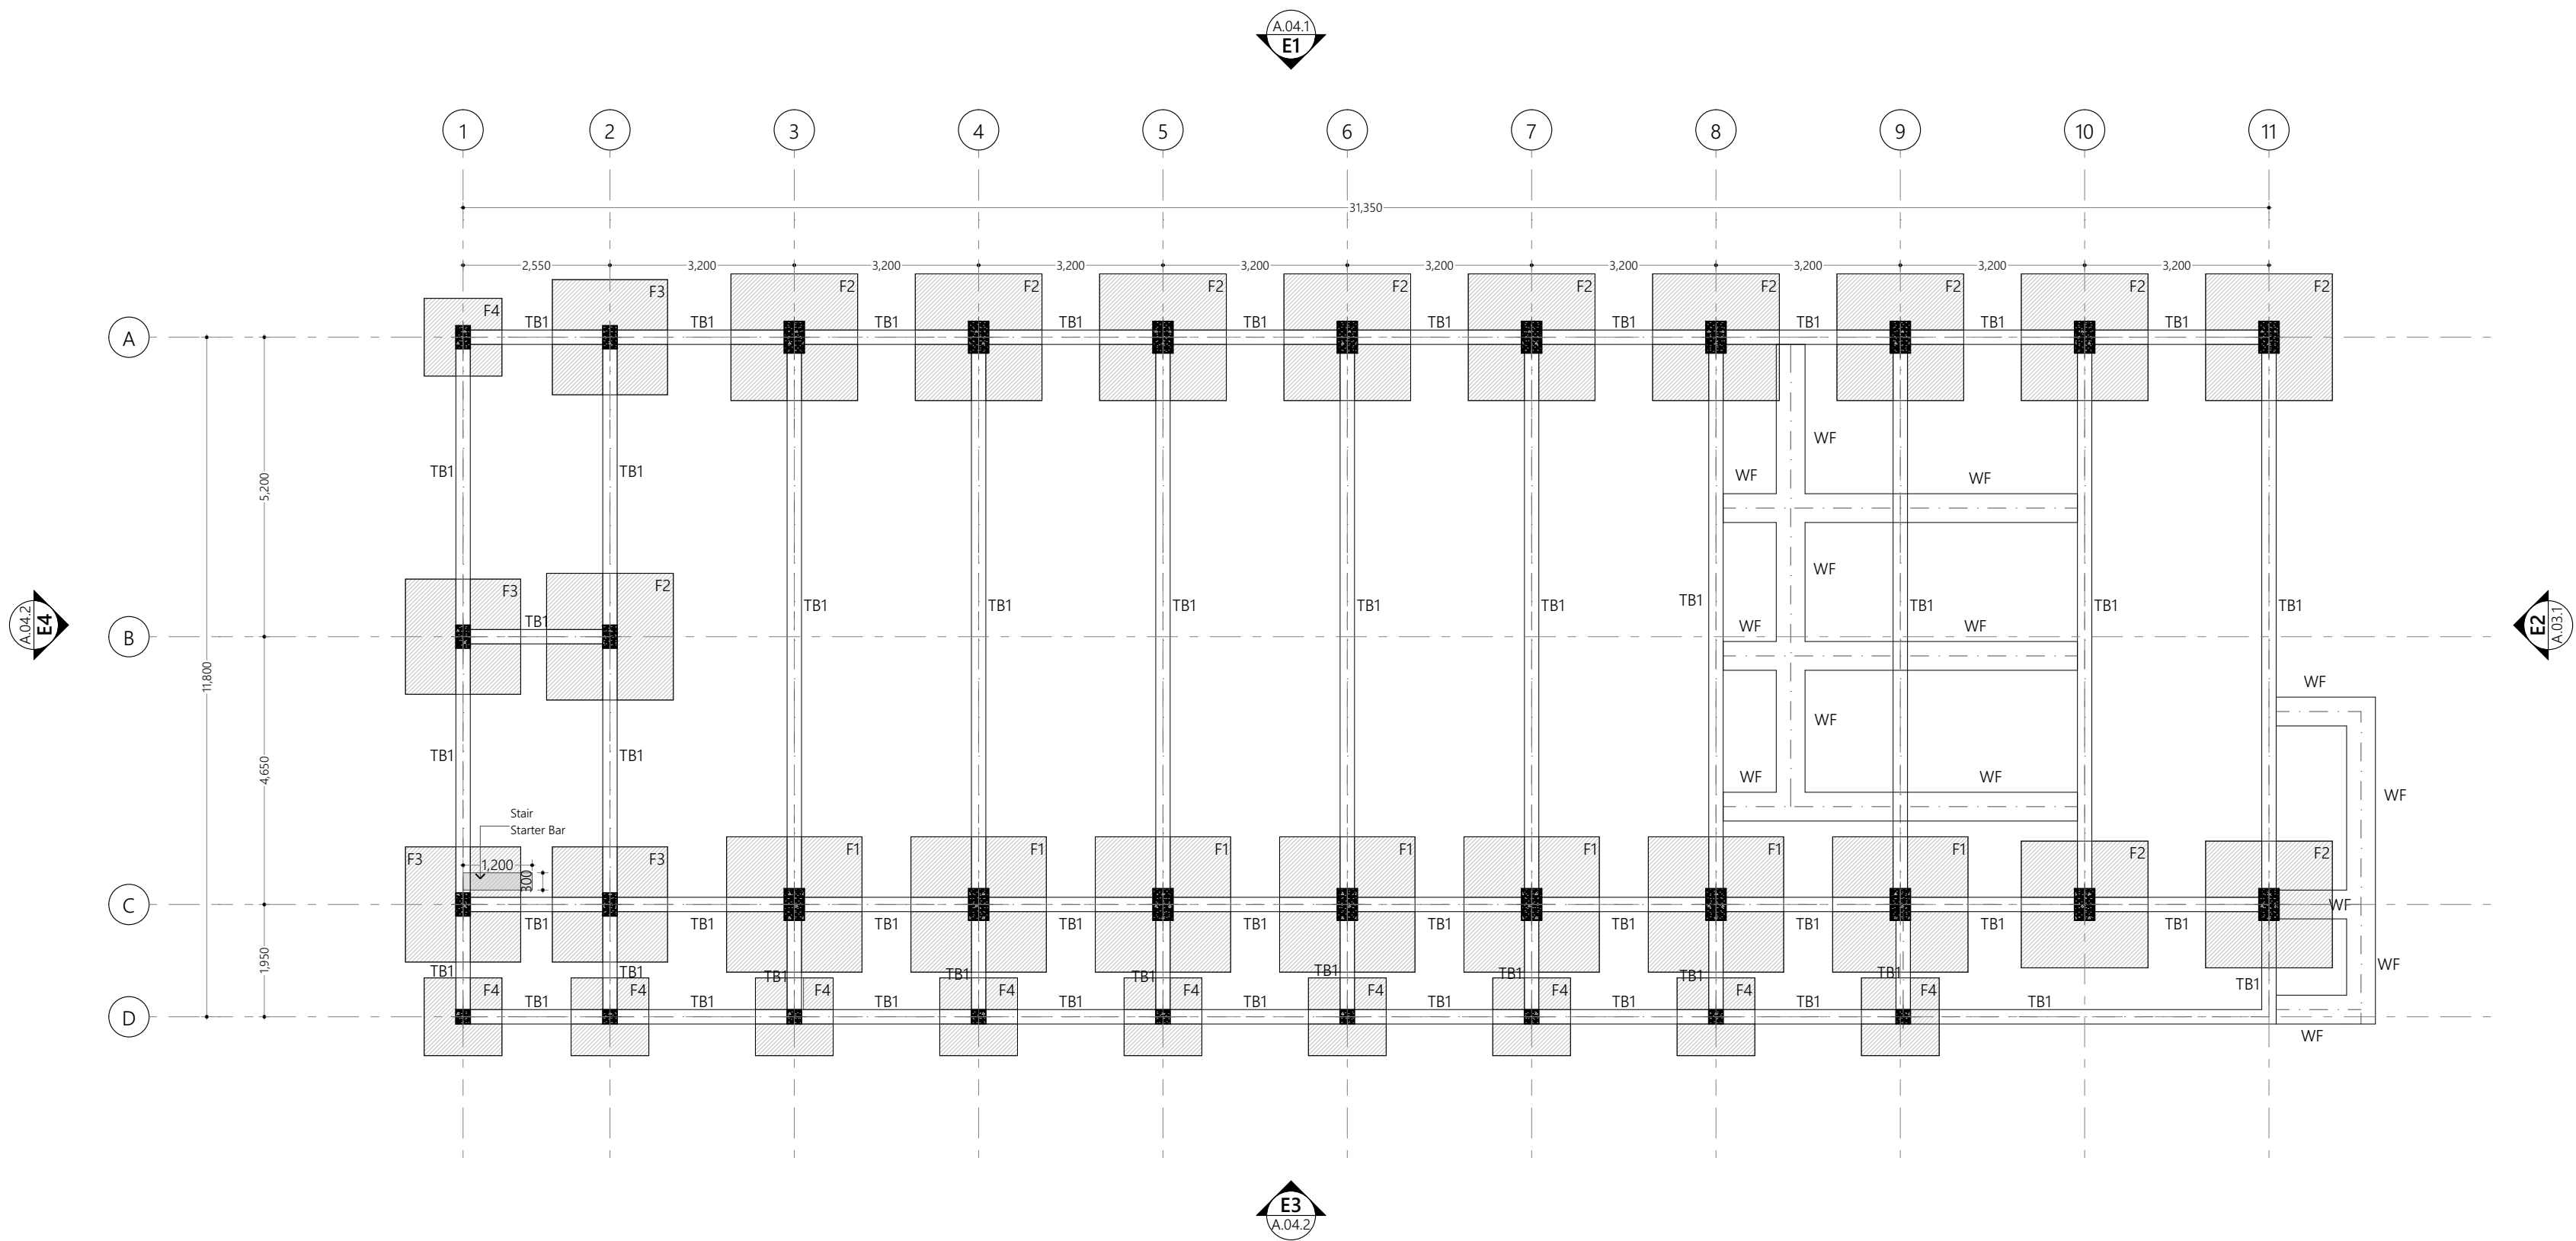 A.04.1
E1
1 2 3 4 5 6 7 8 9 10 11
31,350
2,550 3,200 3,200 3,200 3,200 3,200 3,200 3,200 3,200 3,200
F3 F2 F2 F2 F2 F2 F2 F2 F2 F2
F4
TB1 TB1 TB1 TB1 TB1 TB1 TB1 TB1 TB1 TB1
A
WF
TB1 TB1 WF WF
5,200
WF
F3 F2
TB1 TB1 TB1 TB1 TB1 TB1 TB1 TB1 TB1
TB1 WF WF
A.04.2
E4
B
E2
A.03.1
11,800
WF
WF
TB1 TB1
4,650
WF WF
WF
Stair
Starter Bar
F3 1,200 F3 F1 F1 F1 F1 F1 F1 F1 F2 F2
300
C
WF
TB1 TB1 TB1 TB1 TB1 TB1 TB1 TB1 TB1 TB1
1,950
WF
TB1 TB1 TB1 TB1 TB1 TB1 TB1 TB1 TB1
TB1
F4 F4 F4 F4 F4 F4 F4 F4 F4
TB1 TB1 TB1 TB1 TB1 TB1 TB1 TB1 TB1
D
WF
E3
A.04.2